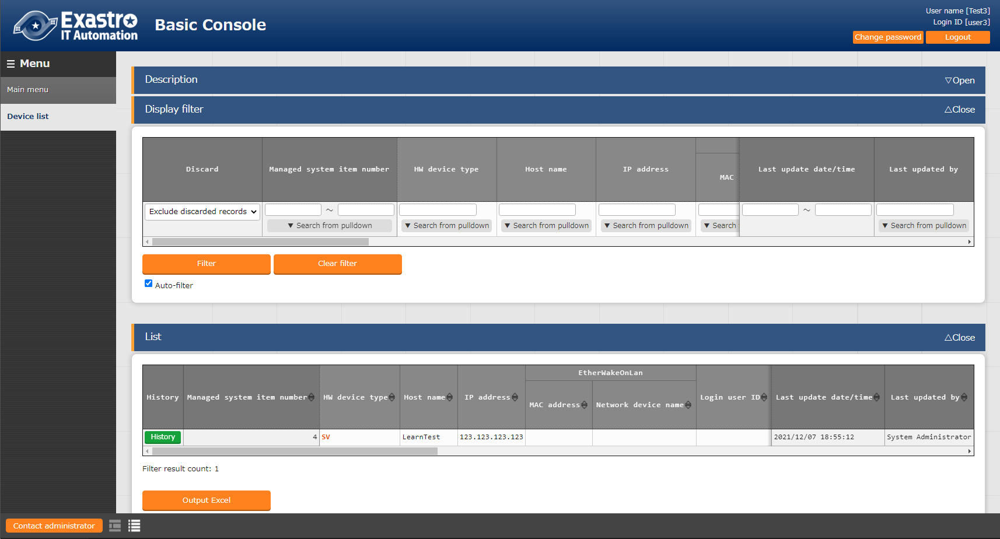 Exastro
IT Automation
Basic Console
User name [Test3]
Login ID [user3]
Change password
Logout
Menu
Main menu
Device list
Description
▽Open
Display filter
△Close
Discard
Managed system item number
HW device type
Host name
IP address
MAC
Last update date/time
Last updated by
Exclude discarded records
~
~
▼ Search from pulldown
▼ Search from pulldown
▼ Search from pulldown
▼ Search from pulldown
▼ Search
▼ Search from pulldown
Filter
Clear filter
Auto-filter
List
△Close
History
Managed system item number
HW device type
Host name
IP address
EtherWakeOnLan
MAC address
Network device name
Login user ID
Last update date/time
Last updated by
History
4
SV
LearnTest
123.123.123.123
2021/12/07 18:55:12
System Administrator
Filter result count: 1
Output Excel
Contact administrator